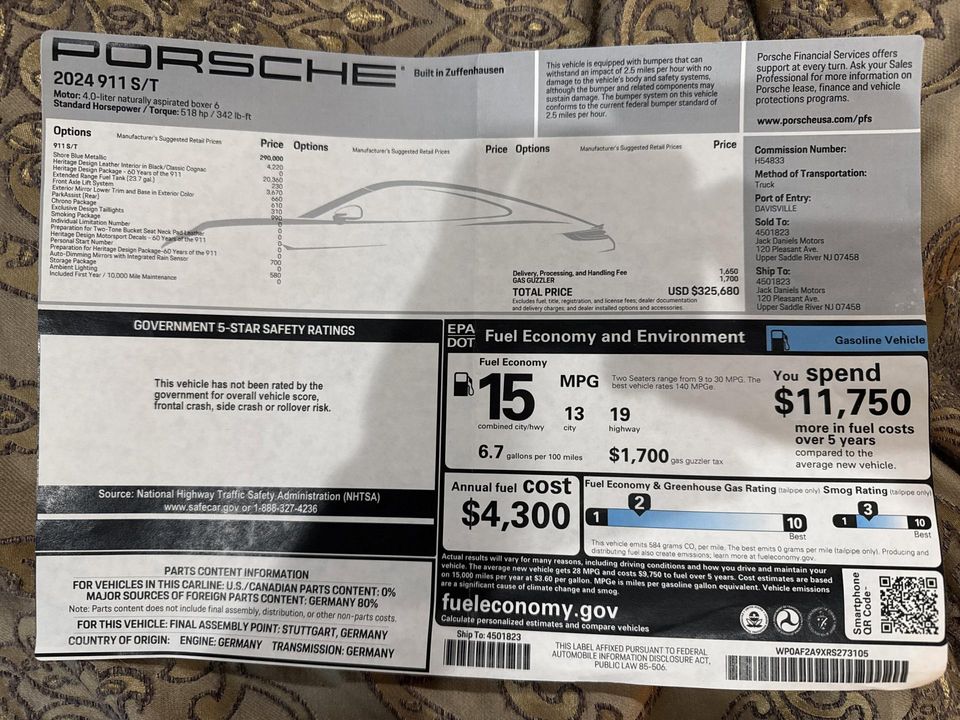 PORSCHE
Built in Zuffenhausen
2024 911 S/T
Motor: 4.0-liter naturally aspirated boxer 6
Standard Horsepower / Torque: 518 hp / 342 lb-ft
This vehicle is equipped with bumpers that can
withstand an impact of 2.5 miles per hour with no
damage to the vehicle's body and safety systems,
although the bumper and related components may
sustain damage. The bumper system on this vehicle
conforms to the current federal bumper standard of
2.5 miles per hour.
Porsche Financial Services offers
support at every turn. Ask your Sales
Professional for more information on
Porsche lease, finance and vehicle
protections programs.
www.porscheusa.com/pfs
Options Manufacturer's Suggested Retail Prices Price
Options Manufacturer's Suggested Retail Prices Price
Options Manufacturer's Suggested Retail Prices Price
911 S/T 290,000
Shore Blue Metallic 4,220
Heritage Design Leather Interior in Black/Classic Cognac 0
Heritage Design Package - 60 Years of the 911 20,360
Extended Range Fuel Tank (23.7 gal.) 230
Front Axle Lift System 3,670
Exterior Mirror Lower Trim and Base in Exterior Color 660
ParkAssist (Rear) 610
Chrono Package 310
Exclusive Design Taillights 990
Smoking Package 0
Individual Limitation Number 0
Preparation for Two-Tone Bucket Seat Neck Pad Leather 0
Heritage Design Motorsport Decals - 60 Years of the 911 0
Personal Start Number 0
Preparation for Heritage Design Package-60 Years of the 911 0
Auto-Dimming Mirrors with Integrated Rain Sensor 700
Storage Package 0
Ambient Lighting 580
Included First Year / 10,000 Mile Maintenance 0
Delivery, Processing, and Handling Fee 1,650
GAS GUZZLER 1,700
TOTAL PRICE USD $325,680
Excludes fuel title, registration, and license fees; dealer documentation
and delivery charges; and dealer installed options and accessories.
Commission Number:
H54833
Method of Transportation:
Truck
Port of Entry:
DAVISVILLE
Sold To:
4501823
Jack Daniels Motors
120 Pleasant Ave.
Upper Saddle River NJ 07458
Ship To:
4501823
Jack Daniels Motors
120 Pleasant Ave.
Upper Saddle River NJ 07458
GOVERNMENT 5-STAR SAFETY RATINGS
This vehicle has not been rated by the
government for overall vehicle score,
frontal crash, side crash or rollover risk.
Source: National Highway Traffic Safety Administration (NHTSA)
www.safecar.gov or 1-888-327-4236
PARTS CONTENT INFORMATION
FOR VEHICLES IN THIS CARLINE: U.S./CANADIAN PARTS CONTENT: 0%
MAJOR SOURCES OF FOREIGN PARTS CONTENT: GERMANY 80%
Note: Parts content does not include final assembly, distribution, or other non-parts costs.
FOR THIS VEHICLE: FINAL ASSEMBLY POINT: STUTTGART, GERMANY
COUNTRY OF ORIGIN: ENGINE: GERMANY TRANSMISSION: GERMANY
EPA
DOT
Fuel Economy and Environment
Gasoline Vehicle
Fuel Economy
15 MPG
combined city/hwy
13 city
19 highway
Two Seaters range from 9 to 30 MPG. The
best vehicle rates 140 MPGe.
6.7 gallons per 100 miles
$1,700 gas guzzler tax
You spend
$11,750
more in fuel costs
over 5 years
compared to the
average new vehicle.
Annual fuel cost
$4,300
Fuel Economy & Greenhouse Gas Rating (tailpipe only)
1 2 10
Best
Smog Rating (tailpipe only)
1 3 10
Best
This vehicle emits 584 grams CO₂ per mile. The best emits 0 grams per mile (tailpipe only). Producing and
distributing fuel also create emissions; learn more at fueleconomy.gov.
Actual results will vary for many reasons, including driving conditions and how you drive and maintain your
vehicle. The average new vehicle gets 28 MPG and costs $9,750 to fuel over 5 years. Cost estimates are based
on 15,000 miles per year at $3.60 per gallon. MPGe is miles per gasoline gallon equivalent. Vehicle emissions
are a significant cause of climate change and smog.
fueleconomy.gov
Calculate personalized estimates and compare vehicles
Smartphone
QR Code™
Ship To: 4501823
THIS LABEL AFFIXED PURSUANT TO FEDERAL
AUTOMOBILE INFORMATION DISCLOSURE ACT,
PUBLIC LAW 85-506.
WP0AF2A9XRS273105